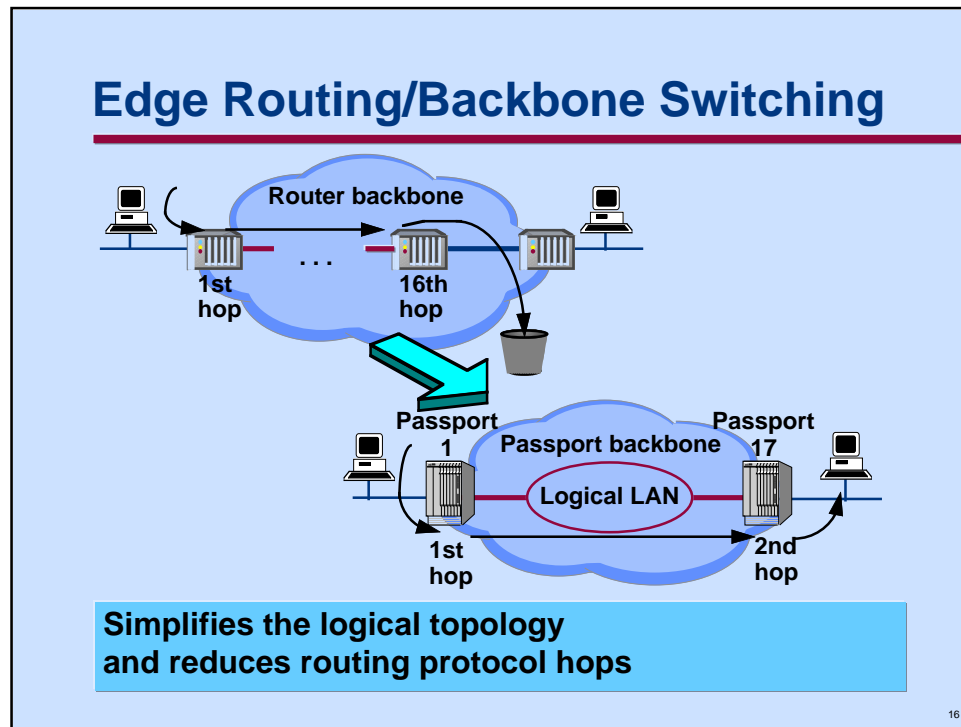 Edge Routing/Backbone Switching
Router backbone
. . .
1st
hop
16th
hop
Passport
1
Passport backbone
Passport
17
Logical LAN
1st
hop
2nd
hop
Simplifies the logical topology
and reduces routing protocol hops
16